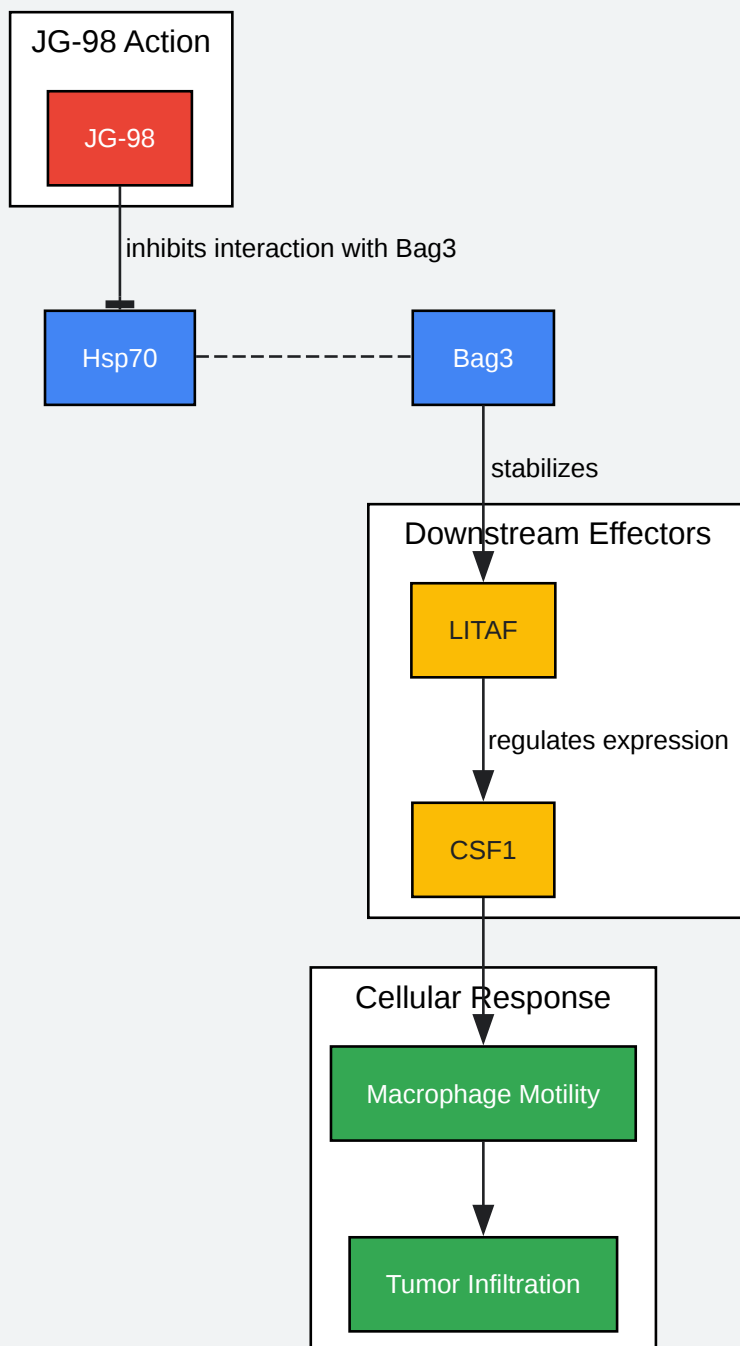 JG-98 Action
JG-98
inhibits interaction with Bag3
Hsp70
Bag3
stabilizes
Downstream Effectors
LITAF
regulates expression
CSF1
Cellular Response
Macrophage Motility
Tumor Infiltration